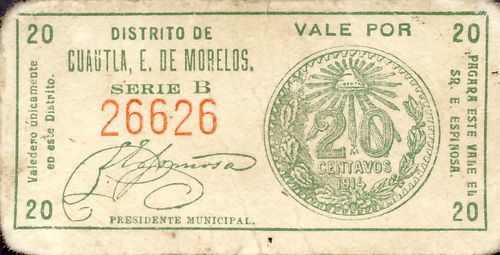 20
DISTRITO DE
CUAUTLA, E. DE MORELOS.
SERIE B
26626
Valedero únicamente
en este Distrito.
E Espinosa
PRESIDENTE MUNICIPAL.
20
VALE POR
20
20
M
CENTAVOS
1914
PAGARA ESTE VALE EL
SR. E. ESPINOSA.
20